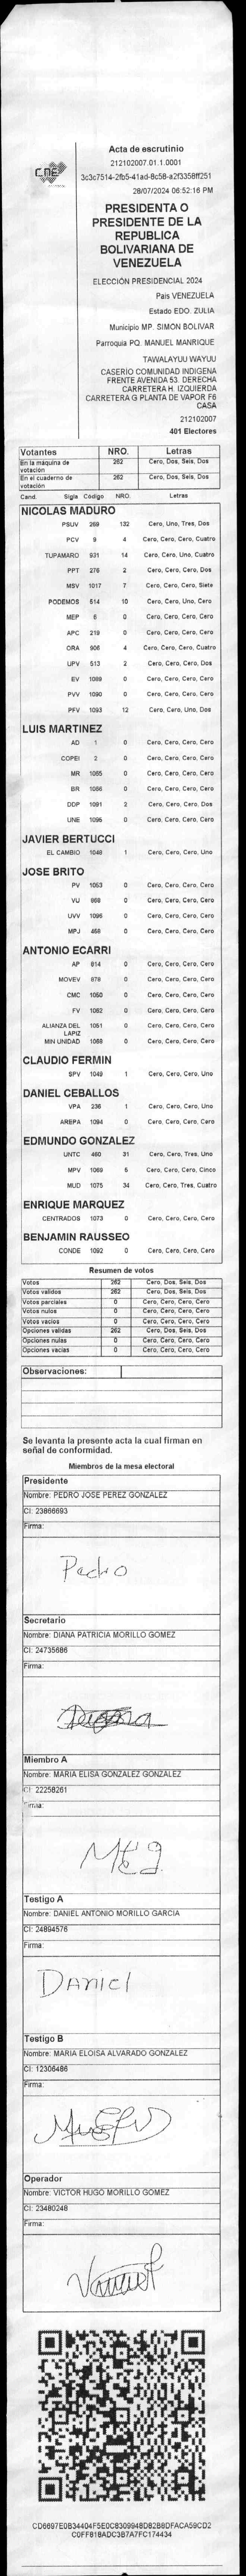 CNE
Acta de escrutinio
212102007.01.1.0001
3c3c7514-2fb5-41ad-8c58-a2f3358ff251
28/07/2024 06:52:16 PM
PRESIDENTA O
PRESIDENTE DE LA
REPUBLICA
BOLIVARIANA DE
VENEZUELA
ELECCIÓN PRESIDENCIAL 2024
Pais VENEZUELA
Estado EDO. ZULIA
Municipio MP. SIMON BOLIVAR
Parroquia PQ. MANUEL MANRIQUE
TAWALAYUU WAYUU
CASERIO COMUNIDAD INDIGENA
FRENTE AVENIDA 53. DERECHA
CARRETERA H. IZQUIERDA
CARRETERA G PLANTA DE VAPOR F6
CASA
212102007
401 Electores
Votantes NRO. Letras
En la máquina de votación 262 Cero, Dos, Seis, Dos
En el cuaderno de votación 262 Cero, Dos, Seis, Dos
Cand. Sigla Código NRO. Letras
NICOLAS MADURO
PSUV 269 132 Cero, Uno, Tres, Dos
PCV 9 4 Cero, Cero, Cero, Cuatro
TUPAMARO 931 14 Cero, Cero, Uno, Cuatro
PPT 276 2 Cero, Cero, Cero, Dos
MSV 1017 7 Cero, Cero, Cero, Siete
PODEMOS 514 10 Cero, Cero, Uno, Cero
MEP 6 0 Cero, Cero, Cero, Cero
APC 219 0 Cero, Cero, Cero, Cero
ORA 906 4 Cero, Cero, Cero, Cuatro
UPV 513 2 Cero, Cero, Cero, Dos
EV 1089 0 Cero, Cero, Cero, Cero
PVV 1090 0 Cero, Cero, Cero, Cero
PFV 1093 12 Cero, Cero, Uno, Dos
LUIS MARTINEZ
AD 1 0 Cero, Cero, Cero, Cero
COPEI 2 0 Cero, Cero, Cero, Cero
MR 1065 0 Cero, Cero, Cero, Cero
BR 1066 0 Cero, Cero, Cero, Cero
DDP 1091 2 Cero, Cero, Cero, Dos
UNE 1095 0 Cero, Cero, Cero, Cero
JAVIER BERTUCCI
EL CAMBIO 1048 1 Cero, Cero, Cero, Uno
JOSE BRITO
PV 1053 0 Cero, Cero, Cero, Cero
VU 968 0 Cero, Cero, Cero, Cero
UVV 1096 0 Cero, Cero, Cero, Cero
MPJ 468 0 Cero, Cero, Cero, Cero
ANTONIO ECARRI
AP 814 0 Cero, Cero, Cero, Cero
MOVEV 878 0 Cero, Cero, Cero, Cero
CMC 1050 0 Cero, Cero, Cero, Cero
FV 1062 0 Cero, Cero, Cero, Cero
ALIANZA DEL LAPIZ 1051 0 Cero, Cero, Cero, Cero
MIN UNIDAD 1068 0 Cero, Cero, Cero, Cero
CLAUDIO FERMIN
SPV 1049 1 Cero, Cero, Cero, Uno
DANIEL CEBALLOS
VPA 236 1 Cero, Cero, Cero, Uno
AREPA 1094 0 Cero, Cero, Cero, Cero
EDMUNDO GONZALEZ
UNTC 460 31 Cero, Cero, Tres, Uno
MPV 1069 5 Cero, Cero, Cero, Cinco
MUD 1075 34 Cero, Cero, Tres, Cuatro
ENRIQUE MARQUEZ
CENTRADOS 1073 0 Cero, Cero, Cero, Cero
BENJAMIN RAUSSEO
CONDE 1092 0 Cero, Cero, Cero, Cero
Resumen de votos
Votos 262 Cero, Dos, Seis, Dos
Votos validos 262 Cero, Dos, Seis, Dos
Votos parciales 0 Cero, Cero, Cero, Cero
Votos nulos 0 Cero, Cero, Cero, Cero
Votos vacios 0 Cero, Cero, Cero, Cero
Opciones validas 262 Cero, Dos, Seis, Dos
Opciones nulas 0 Cero, Cero, Cero, Cero
Opciones vacias 0 Cero, Cero, Cero, Cero
Observaciones:
Se levanta la presente acta la cual firman en
señal de conformidad.
Miembros de la mesa electoral
Presidente
Nombre: PEDRO JOSE PEREZ GONZALEZ
CI: 23866693
Firma:
Pedro
Secretario
Nombre: DIANA PATRICIA MORILLO GOMEZ
CI: 24735686
Firma:
Miembro A
Nombre: MARIA ELISA GONZALEZ GONZALEZ
CI: 22258261
Firma:
Testigo A
Nombre: DANIEL ANTONIO MORILLO GARCIA
CI: 24894576
Firma:
DANIEl
Testigo B
Nombre: MARIA ELOISA ALVARADO GONZALEZ
CI: 12306486
Firma:
Operador
Nombre: VICTOR HUGO MORILLO GOMEZ
CI: 23480248
Firma:
CD6697E0B34404F5E0C8309948D82B8DFACA59CD2
C0FF818ADC3B7A7FC174434